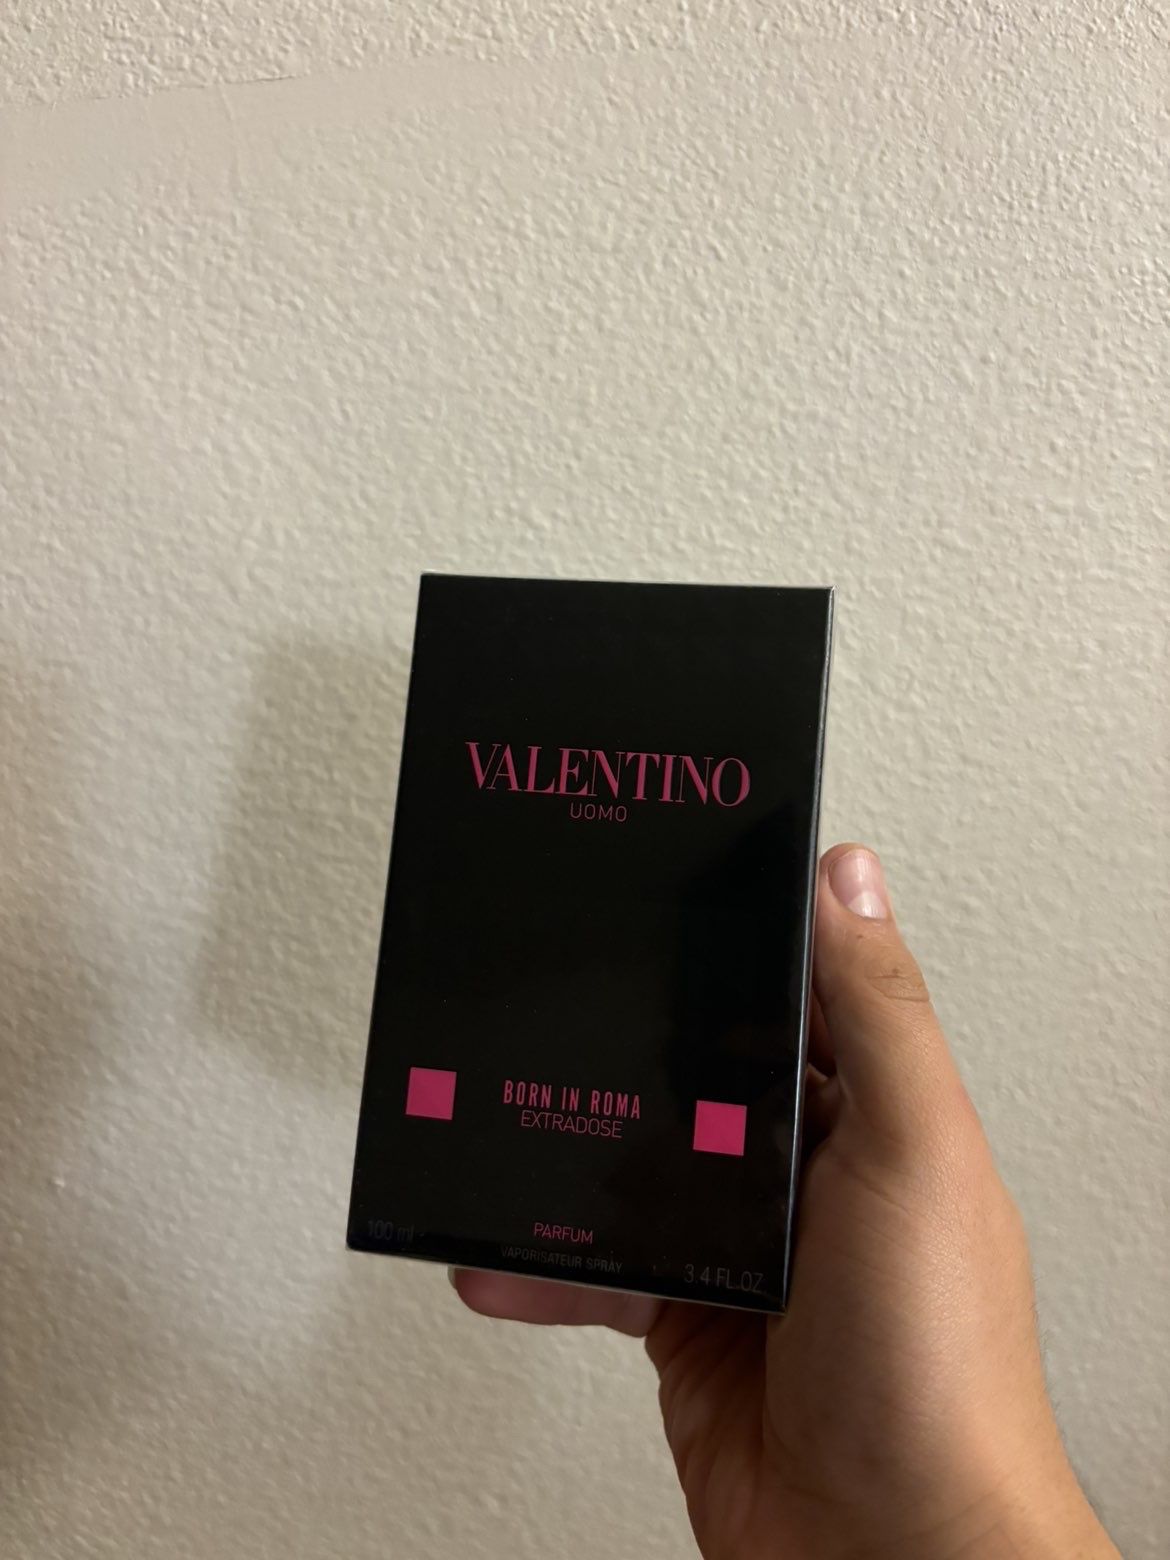 VALENTINO
UOMO
BORN IN ROMA
EXTRADOSE
PARFUM
VAPORISATEUR SPRAY
100 ml - 3.4 FL.OZ.